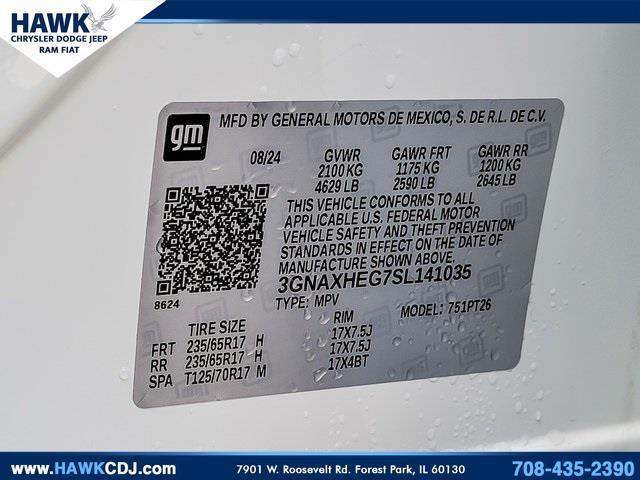 HAWK
CHRYSLER DODGE JEEP
RAM FIAT
gm
MFD BY GENERAL MOTORS DE MEXICO, S. DE R.L. DE C.V.
08/24 GVWR GAWR FRT GAWR RR
2100 KG 1175 KG 1200 KG
4629 LB 2590 LB 2645 LB
THIS VEHICLE CONFORMS TO ALL
APPLICABLE U.S. FEDERAL MOTOR
VEHICLE SAFETY AND THEFT PREVENTION
STANDARDS IN EFFECT ON THE DATE OF
MANUFACTURE SHOWN ABOVE.
3GNAXHEG7SL141035
8624
TYPE: MPV MODEL: 751PT26
TIRE SIZE RIM
FRT 235/65R17 H 17X7.5J
RR 235/65R17 H 17X7.5J
SPA T125/70R17 M 17X4BT
www.HAWKCDJ.com 7901 W. Roosevelt Rd. Forest Park, IL 60130 708-435-2390